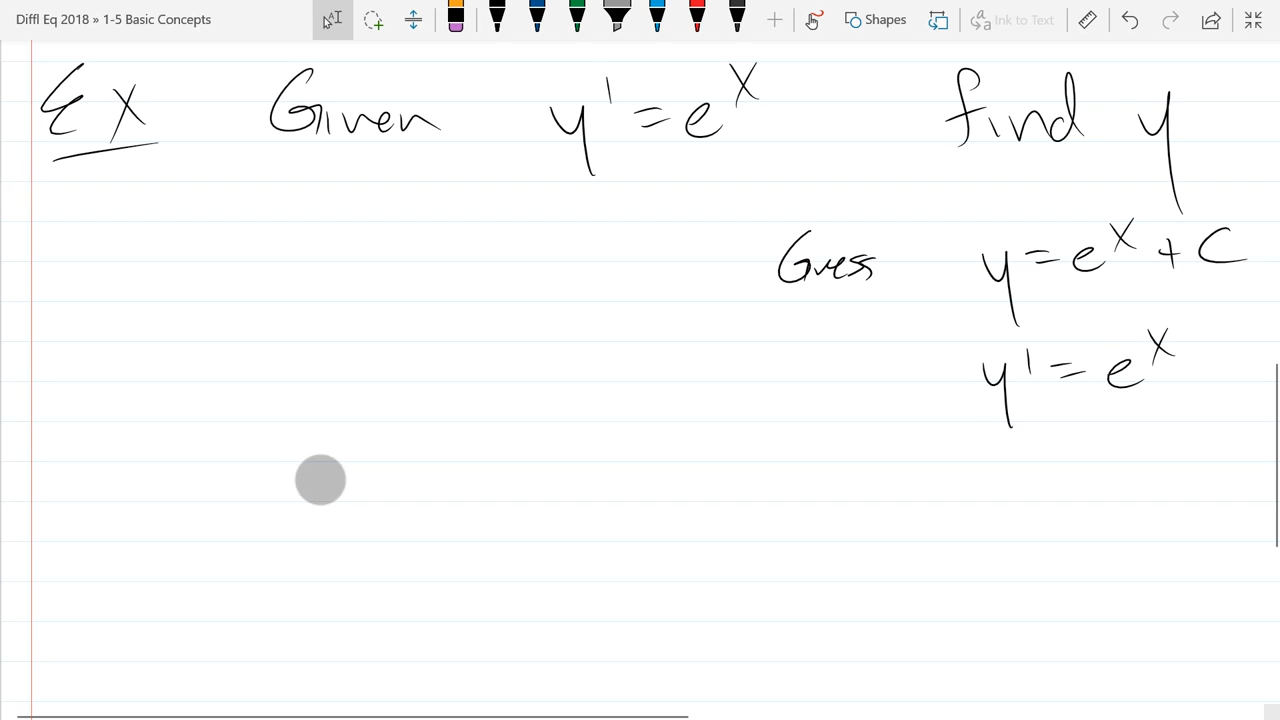 Diffl Eq 2018 » 1-5 Basic Concepts
Shapes
Ink to Text
Ex Given y' = e^x find y
Guess y = e^x + C
y' = e^x